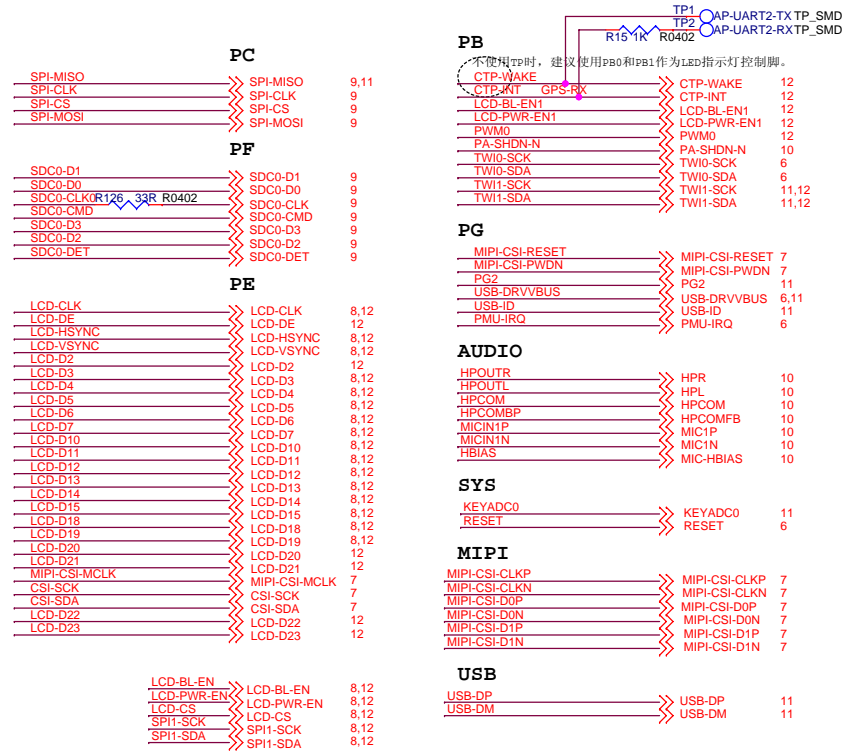 PC
SPI-MISO SPI-MISO 9,11
SPI-CLK SPI-CLK 9
SPI-CS SPI-CS 9
SPI-MOSI SPI-MOSI 9
PF
SDC0-D1 SDC0-D1 9
SDC0-D0 SDC0-D0 9
SDC0-CLK0 R126 33R R0402 SDC0-CLK 9
SDC0-CMD SDC0-CMD 9
SDC0-D3 SDC0-D3 9
SDC0-D2 SDC0-D2 9
SDC0-DET SDC0-DET 9
PE
LCD-CLK LCD-CLK 8,12
LCD-DE LCD-DE 12
LCD-HSYNC LCD-HSYNC 8,12
LCD-VSYNC LCD-VSYNC 8,12
LCD-D2 LCD-D2 12
LCD-D3 LCD-D3 8,12
LCD-D4 LCD-D4 8,12
LCD-D5 LCD-D5 8,12
LCD-D6 LCD-D6 8,12
LCD-D7 LCD-D7 8,12
LCD-D10 LCD-D10 8,12
LCD-D11 LCD-D11 8,12
LCD-D12 LCD-D12 8,12
LCD-D13 LCD-D13 8,12
LCD-D14 LCD-D14 8,12
LCD-D15 LCD-D15 8,12
LCD-D18 LCD-D18 8,12
LCD-D19 LCD-D19 8,12
LCD-D20 LCD-D20 12
LCD-D21 LCD-D21 12
MIPI-CSI-MCLK MIPI-CSI-MCLK 7
CSI-SCK CSI-SCK 7
CSI-SDA CSI-SDA 7
LCD-D22 LCD-D22 12
LCD-D23 LCD-D23 12
LCD-BL-EN LCD-BL-EN 8,12
LCD-PWR-EN LCD-PWR-EN 8,12
LCD-CS LCD-CS 8,12
SPI1-SCK SPI1-SCK 8,12
SPI1-SDA SPI1-SDA 8,12
TP1 AP-UART2-TX TP_SMD
TP2 AP-UART2-RX TP_SMD
R15 1K R0402
PB
不使用TP时，建议使用PB0和PB1作为LED指示灯控制脚。
CTP-WAKE CTP-WAKE 12
CTP-INT GPS-RX CTP-INT 12
LCD-BL-EN1 LCD-BL-EN1 12
LCD-PWR-EN1 LCD-PWR-EN1 12
PWM0 PWM0 12
PA-SHDN-N PA-SHDN-N 10
TWI0-SCK TWI0-SCK 6
TWI0-SDA TWI0-SDA 6
TWI1-SCK TWI1-SCK 11,12
TWI1-SDA TWI1-SDA 11,12
PG
MIPI-CSI-RESET MIPI-CSI-RESET 7
MIPI-CSI-PWDN MIPI-CSI-PWDN 7
PG2 PG2 11
USB-DRVVBUS USB-DRVVBUS 6,11
USB-ID USB-ID 11
PMU-IRQ PMU-IRQ 6
AUDIO
HPOUTR HPR 10
HPOUTL HPL 10
HPCOM HPCOM 10
HPCOMBP HPCOMFB 10
MICIN1P MIC1P 10
MICIN1N MIC1N 10
HBIAS MIC-HBIAS 10
SYS
KEYADC0 KEYADC0 11
RESET RESET 6
MIPI
MIPI-CSI-CLKP MIPI-CSI-CLKP 7
MIPI-CSI-CLKN MIPI-CSI-CLKN 7
MIPI-CSI-D0P MIPI-CSI-D0P 7
MIPI-CSI-D0N MIPI-CSI-D0N 7
MIPI-CSI-D1P MIPI-CSI-D1P 7
MIPI-CSI-D1N MIPI-CSI-D1N 7
USB
USB-DP USB-DP 11
USB-DM USB-DM 11